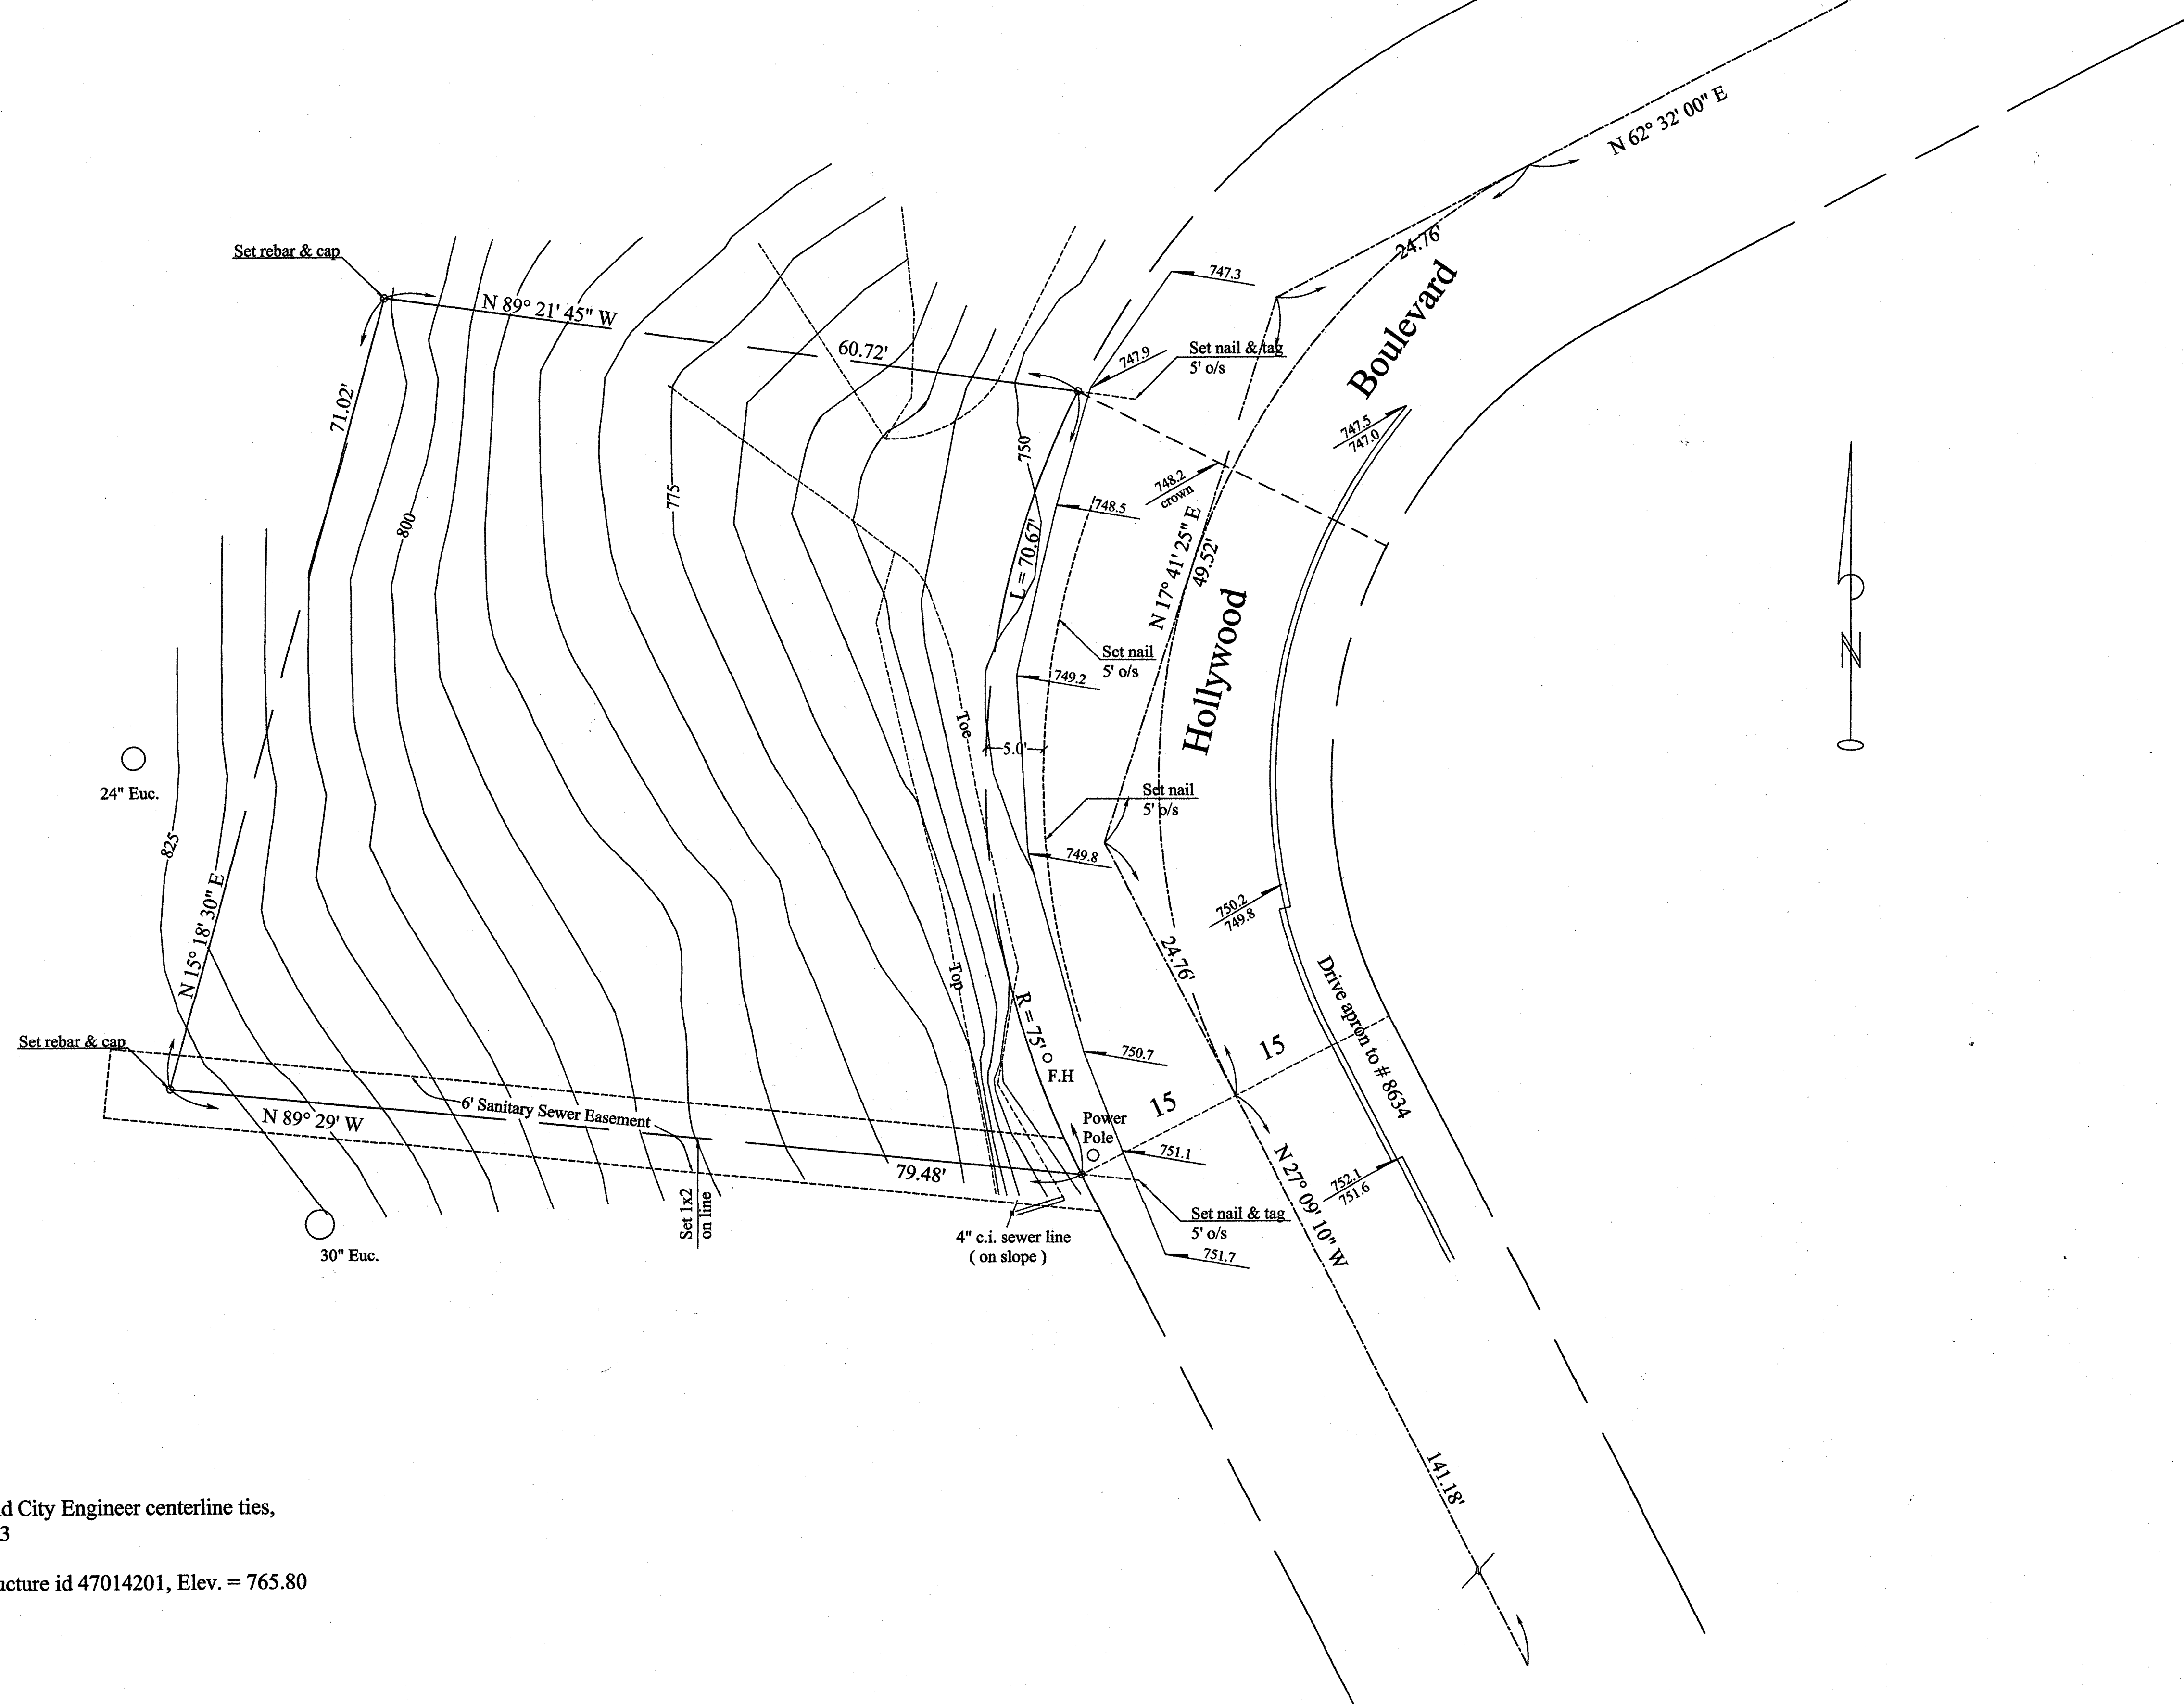 N 62° 32' 00" E
24.76'
Boulevard
Set rebar & cap
747.3
N 89° 21' 45" W
60.72'
747.9
Set nail & tag
5' o/s
71.02'
747.5
747.0
750
748.2
crown
775
748.5
800
L = 70.67'
N 17° 41' 25" E
49.52'
Hollywood
Set nail
5' o/s
749.2
Toe
5.0'
24" Euc.
Set nail
5' o/s
825
749.8
N 15° 18' 30" E
750.2
749.8
24.76'
Top
Drive apron to # 8634
R = 75'
Set rebar & cap
15
750.7
F.H
6' Sanitary Sewer Easement
N 89° 29' W
15
Power
Pole
751.1
79.48'
752.1
751.6
N 27° 09' 10" W
Set 1x2
on line
Set nail & tag
5' o/s
4" c.i. sewer line
( on slope )
30" Euc.
751.7
N
141.18'
d City Engineer centerline ties,
3
ucture id 47014201, Elev. = 765.80